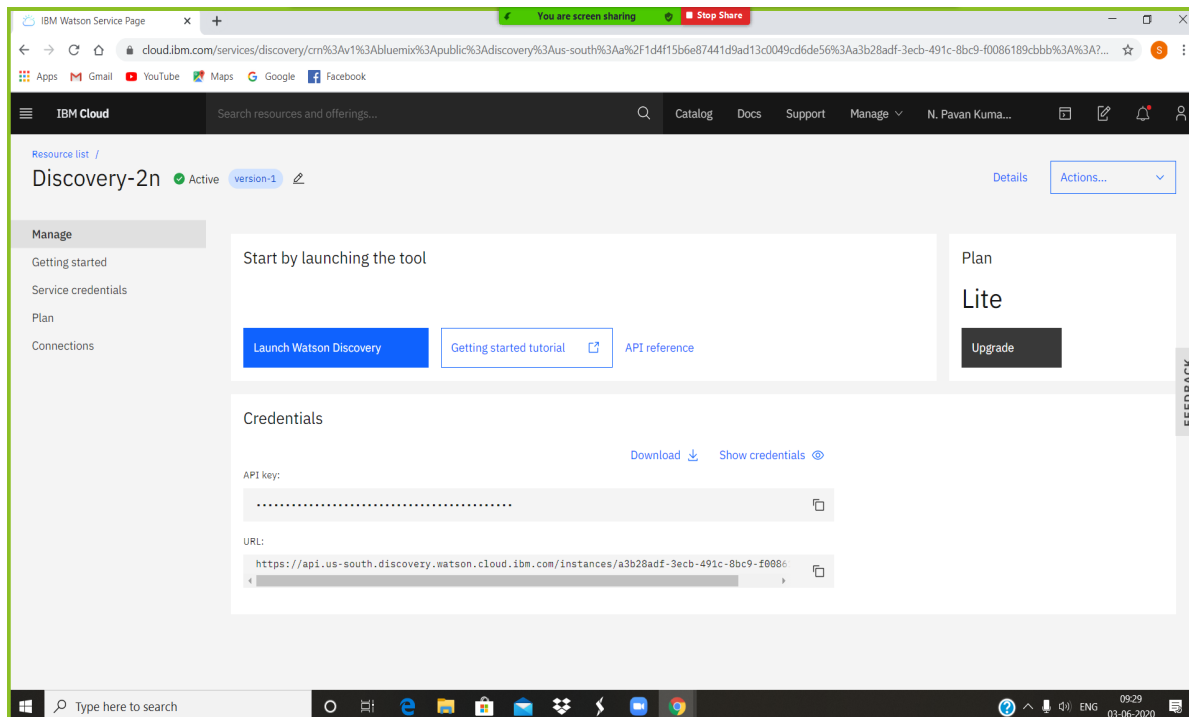 IBM Watson Service Page
You are screen sharing
Stop Share
cloud.ibm.com/services/discovery/crn%3Av1%3Abluemix%3Apublic%3Adiscovery%3Aus-south%3Aa%2F1d4f15b6e87441d9ad13c0049cd6de56%3Aa3b28adf-3ecb-491c-8bc9-f0086189cbbb%3A%3A?...
S
Apps Gmail YouTube Maps Google Facebook
IBM Cloud Search resources and offerings... Catalog Docs Support Manage N. Pavan Kuma...
Resource list /
Discovery-2n Active version-1 Details Actions...
Manage
Getting started
Service credentials
Plan
Connections
Start by launching the tool
Launch Watson Discovery Getting started tutorial API reference
Plan
Lite
Upgrade
FEEDBACK
Credentials
Download Show credentials
API key:
URL:
https://api.us-south.discovery.watson.cloud.ibm.com/instances/a3b28adf-3ecb-491c-8bc9-f0086
Type here to search
ENG
09:29
03-06-2020